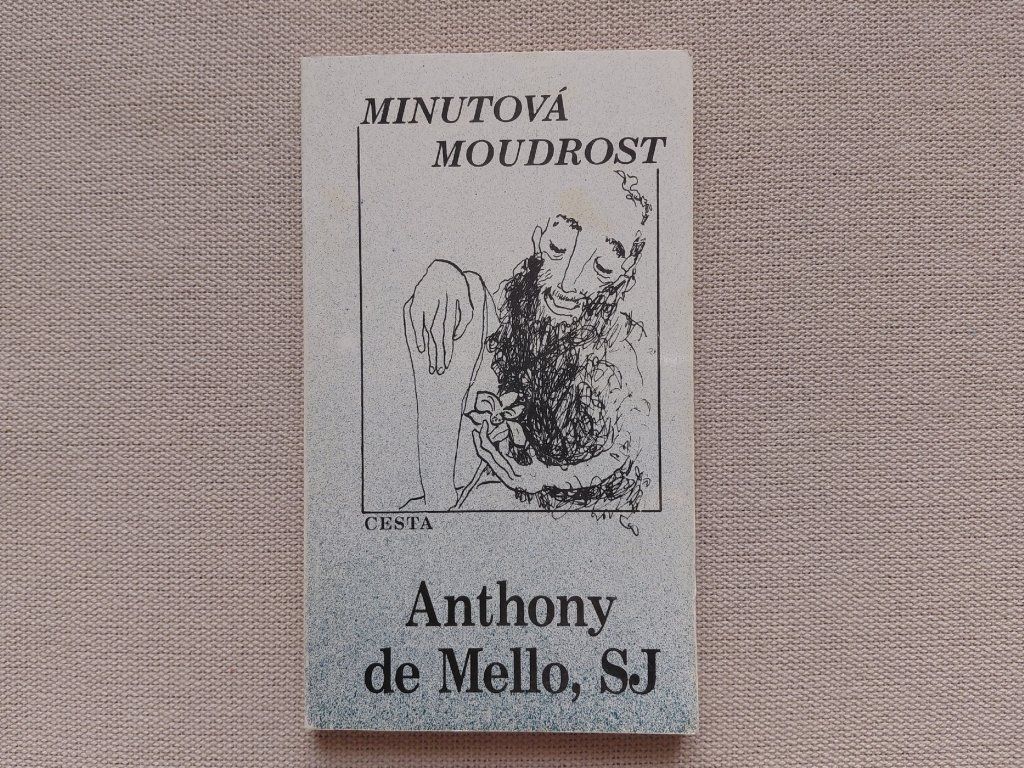 MINUTOVÁ
MOUDROST
CESTA
Anthony
de Mello, SJ